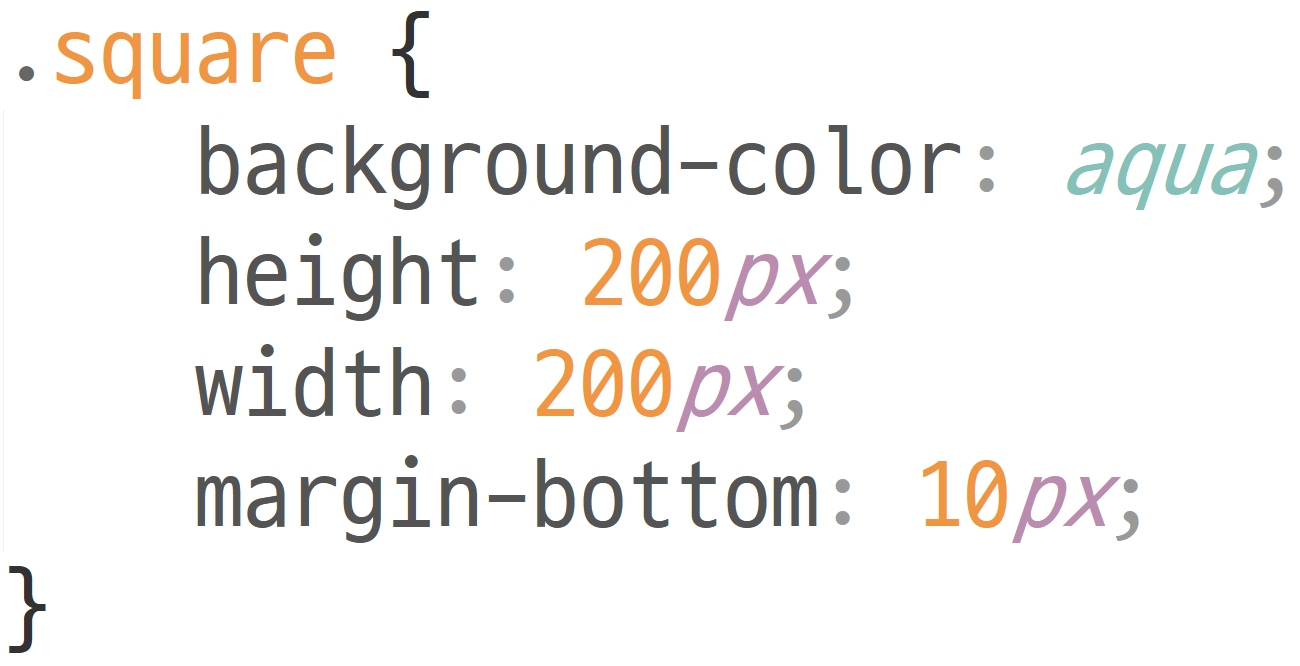 .square {
    background-color: aqua;
    height: 200px;
    width: 200px;
    margin-bottom: 10px;
}